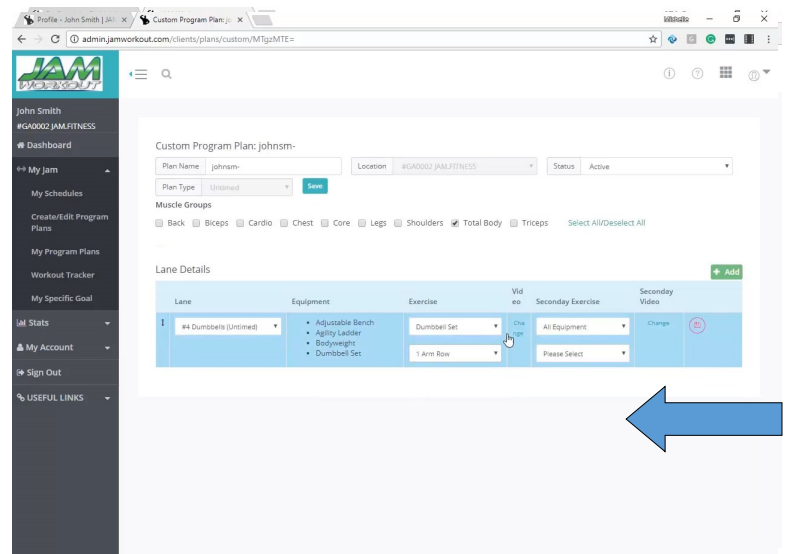 Profile - John Smith | JA
Custom Program Plan: jo
Michelle
admin.jamworkout.com/clients/plans/custom/MTgzMTE=
JAM
WORKOUT
John Smith
#GA0002 JAM.FITNESS
Dashboard
My Jam
My Schedules
Create/Edit Program
Plans
My Program Plans
Workout Tracker
My Specific Goal
Stats
My Account
Sign Out
USEFUL LINKS
Custom Program Plan: johnsm-
Plan Name johnsm- Location #GA0002 JAM.FITNESS Status Active
Plan Type Untimed Save
Muscle Groups
Back Biceps Cardio Chest Core Legs Shoulders Total Body Triceps Select All/Deselect All
Lane Details
+ Add
Lane Equipment Exercise Vid eo Seconday Exercise Seconday Video
#4 Dumbbells (Untimed)
• Adjustable Bench
• Agility Ladder
• Bodyweight
• Dumbbell Set
Dumbbell Set
1 Arm Row
Cha
nge
All Equipment
Please Select
Change